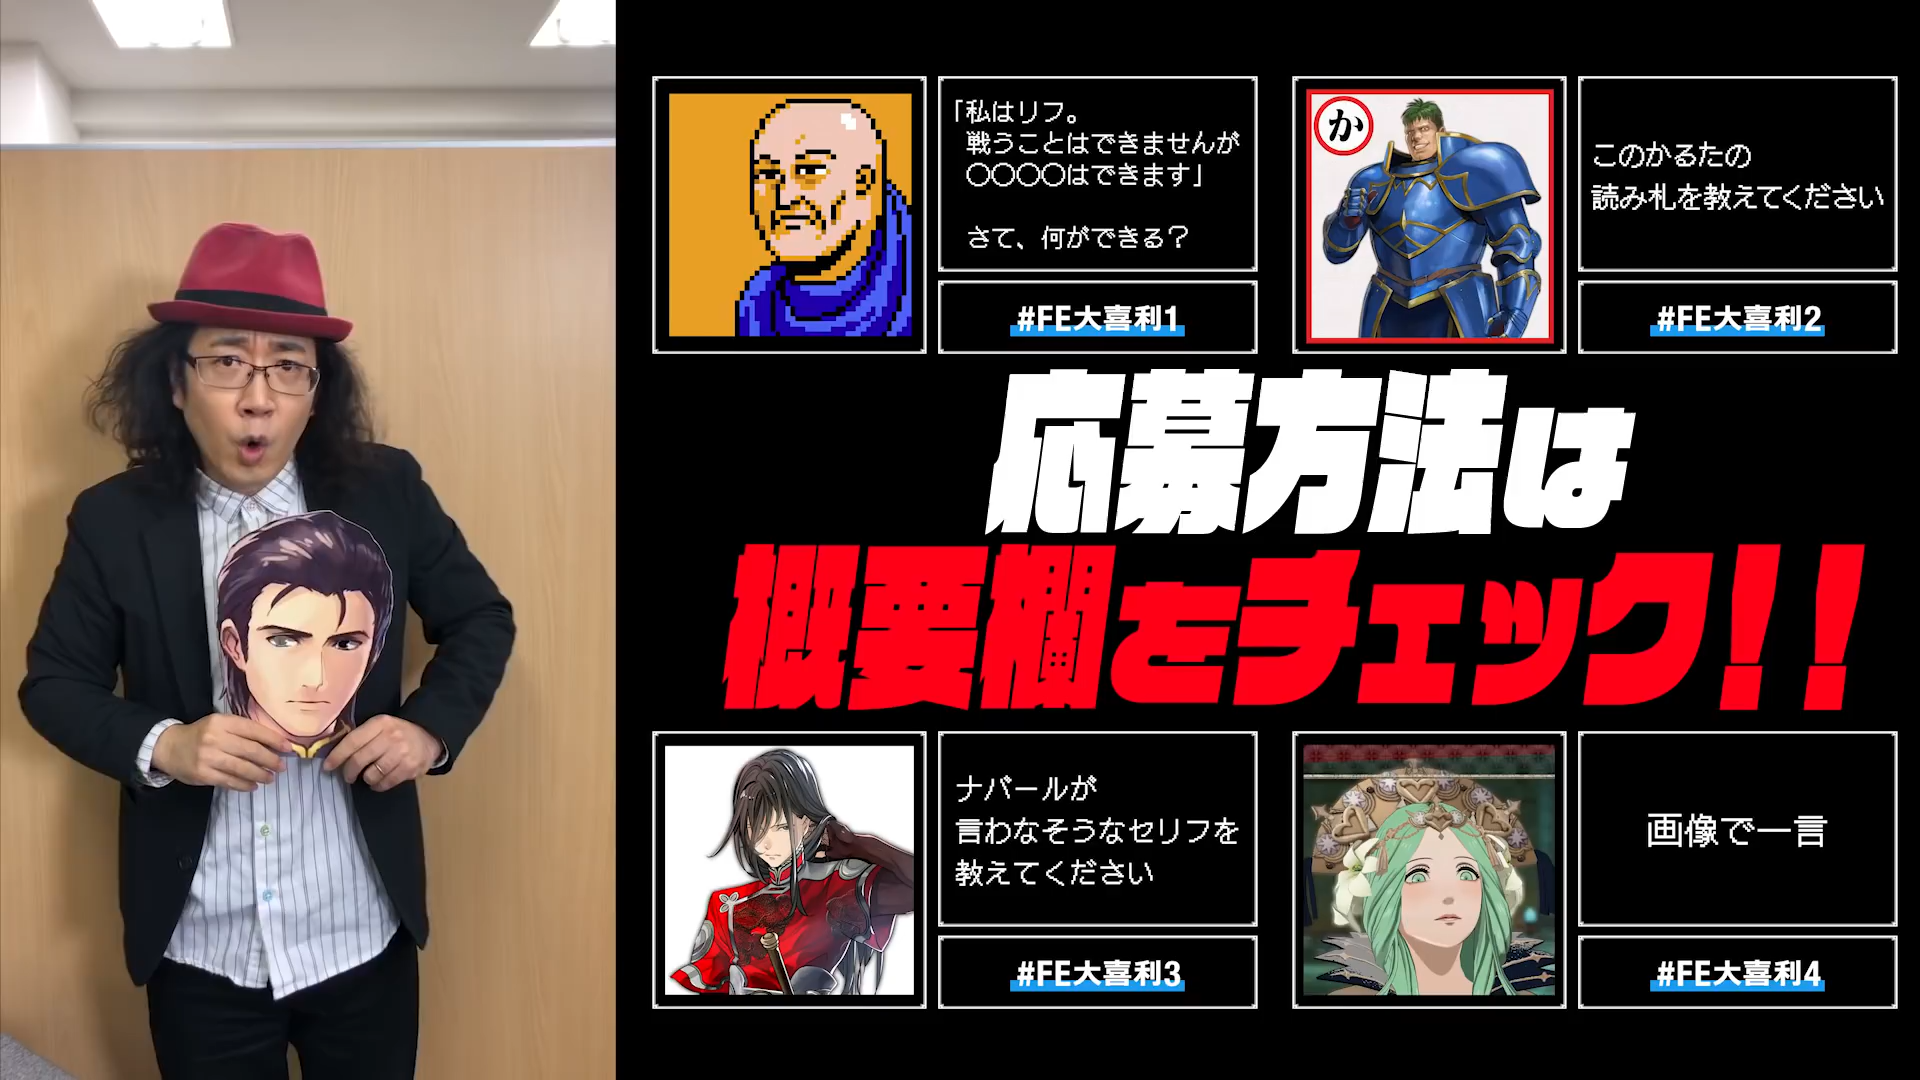 「私はリフ。
戦うことはできませんが
〇〇〇〇はできます」
さて、何ができる？
#FE大喜利1
か
このかるたの
読み札を教えてください
#FE大喜利2
応募方法は
概要欄をチェック!!
ナバールが
言わなそうなセリフを
教えてください
#FE大喜利3
画像で一言
#FE大喜利4